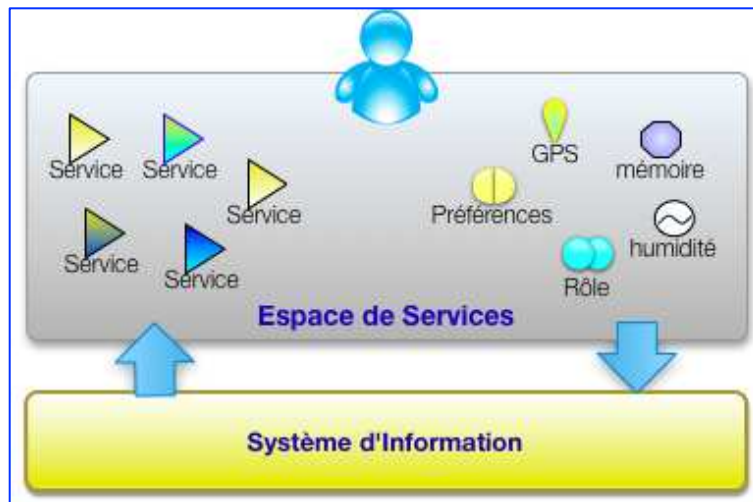 GPS
mémoire
Service
Service
Service
Préférences
Service
Service
humidité
Rôle
Espace de Services
Système d'Information